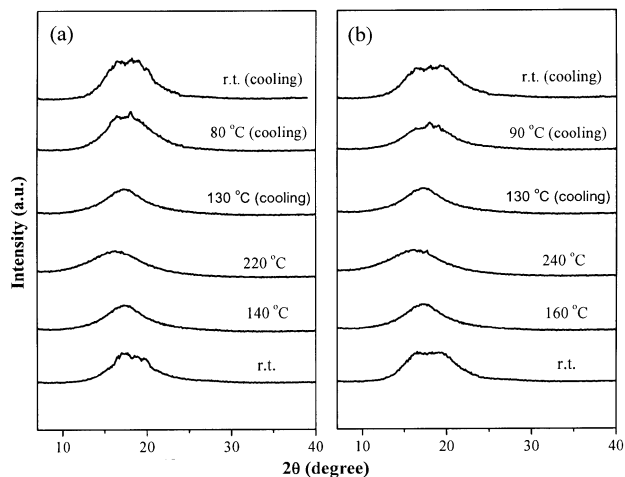 (a)
r.t. (cooling)
80 °C (cooling)
130 °C (cooling)
220 °C
140 °C
r.t.
(b)
r.t. (cooling)
90 °C (cooling)
130 °C (cooling)
240 °C
160 °C
r.t.
Intensity (a.u.)
10 20 30 40
10 20 30 40
2θ (degree)